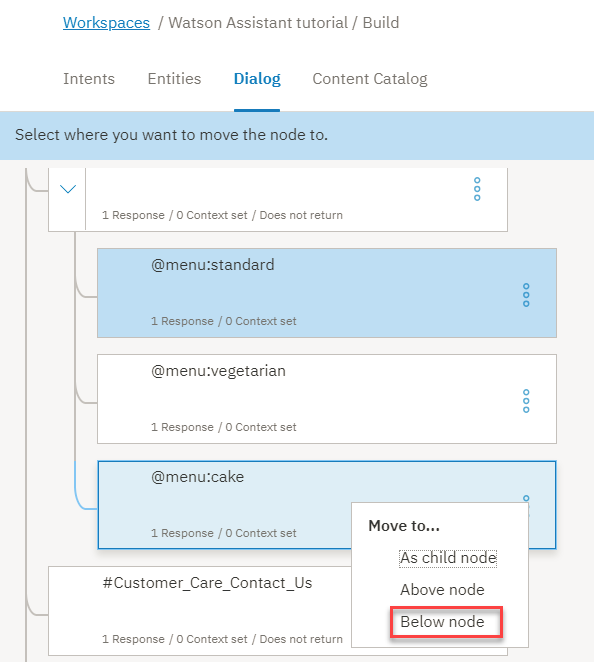 Workspaces / Watson Assistant tutorial / Build
Intents Entities Dialog Content Catalog
Select where you want to move the node to.
1 Response / 0 Context set / Does not return
@menu:standard
1 Response / 0 Context set
@menu:vegetarian
1 Response / 0 Context set
@menu:cake
1 Response / 0 Context set
Move to...
As child node
Above node
Below node
#Customer_Care_Contact_Us
1 Response / 0 Context set / Does not return